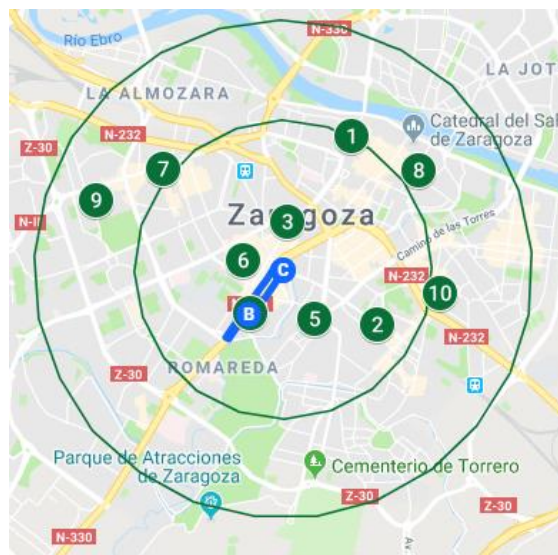 N-330
Río Ebro
LA JOT
LA ALMOZARA
N-232
Z-30
1
Catedral del Sal
de Zaragoza
7
8
9
N-II
3
Zaragoza
Camino de las Torres
6
C
N-232
10
B
5
2
N-232
ROMAREDA
Z-30
Parque de Atracciones
de Zaragoza
Cementerio de Torrero
Z-30
Z-30
N-330
Av